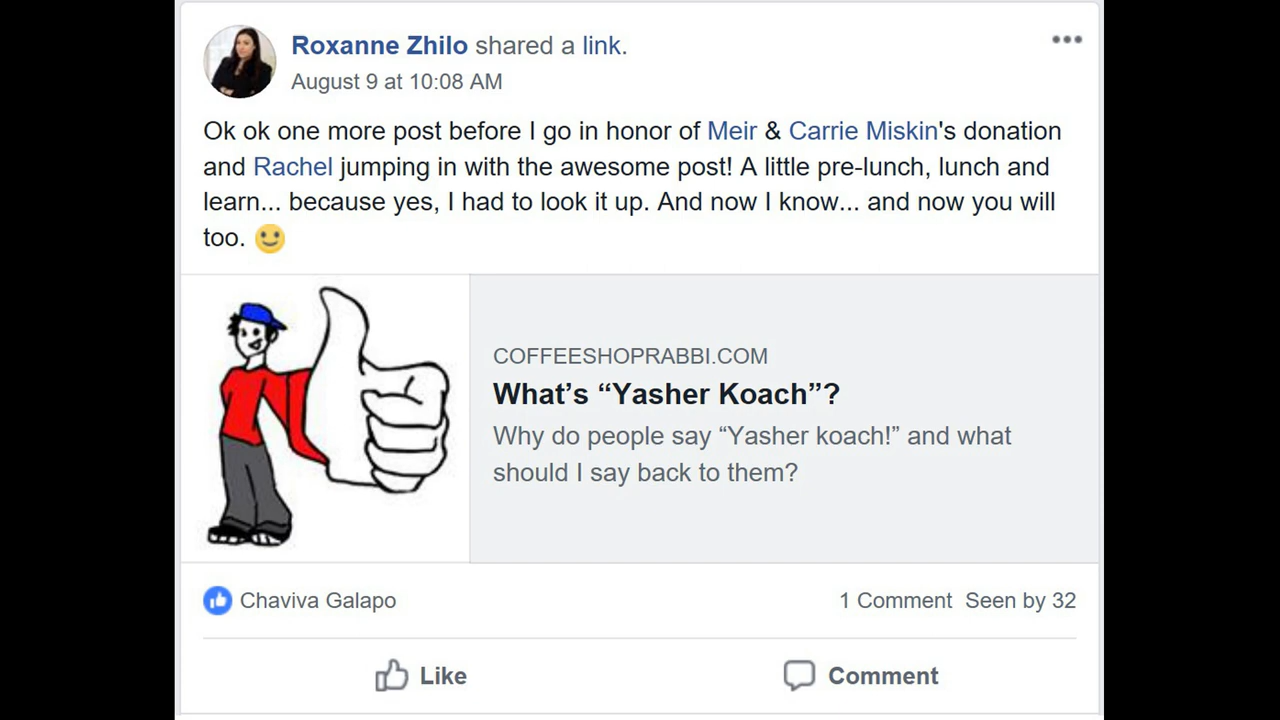 Roxanne Zhilo shared a link.
August 9 at 10:08 AM
Ok ok one more post before I go in honor of Meir & Carrie Miskin's donation
and Rachel jumping in with the awesome post! A little pre-lunch, lunch and
learn... because yes, I had to look it up. And now I know... and now you will
too.
COFFEESHOPRABBI.COM
What’s “Yasher Koach”?
Why do people say “Yasher koach!” and what
should I say back to them?
Chaviva Galapo
1 Comment Seen by 32
Like
Comment